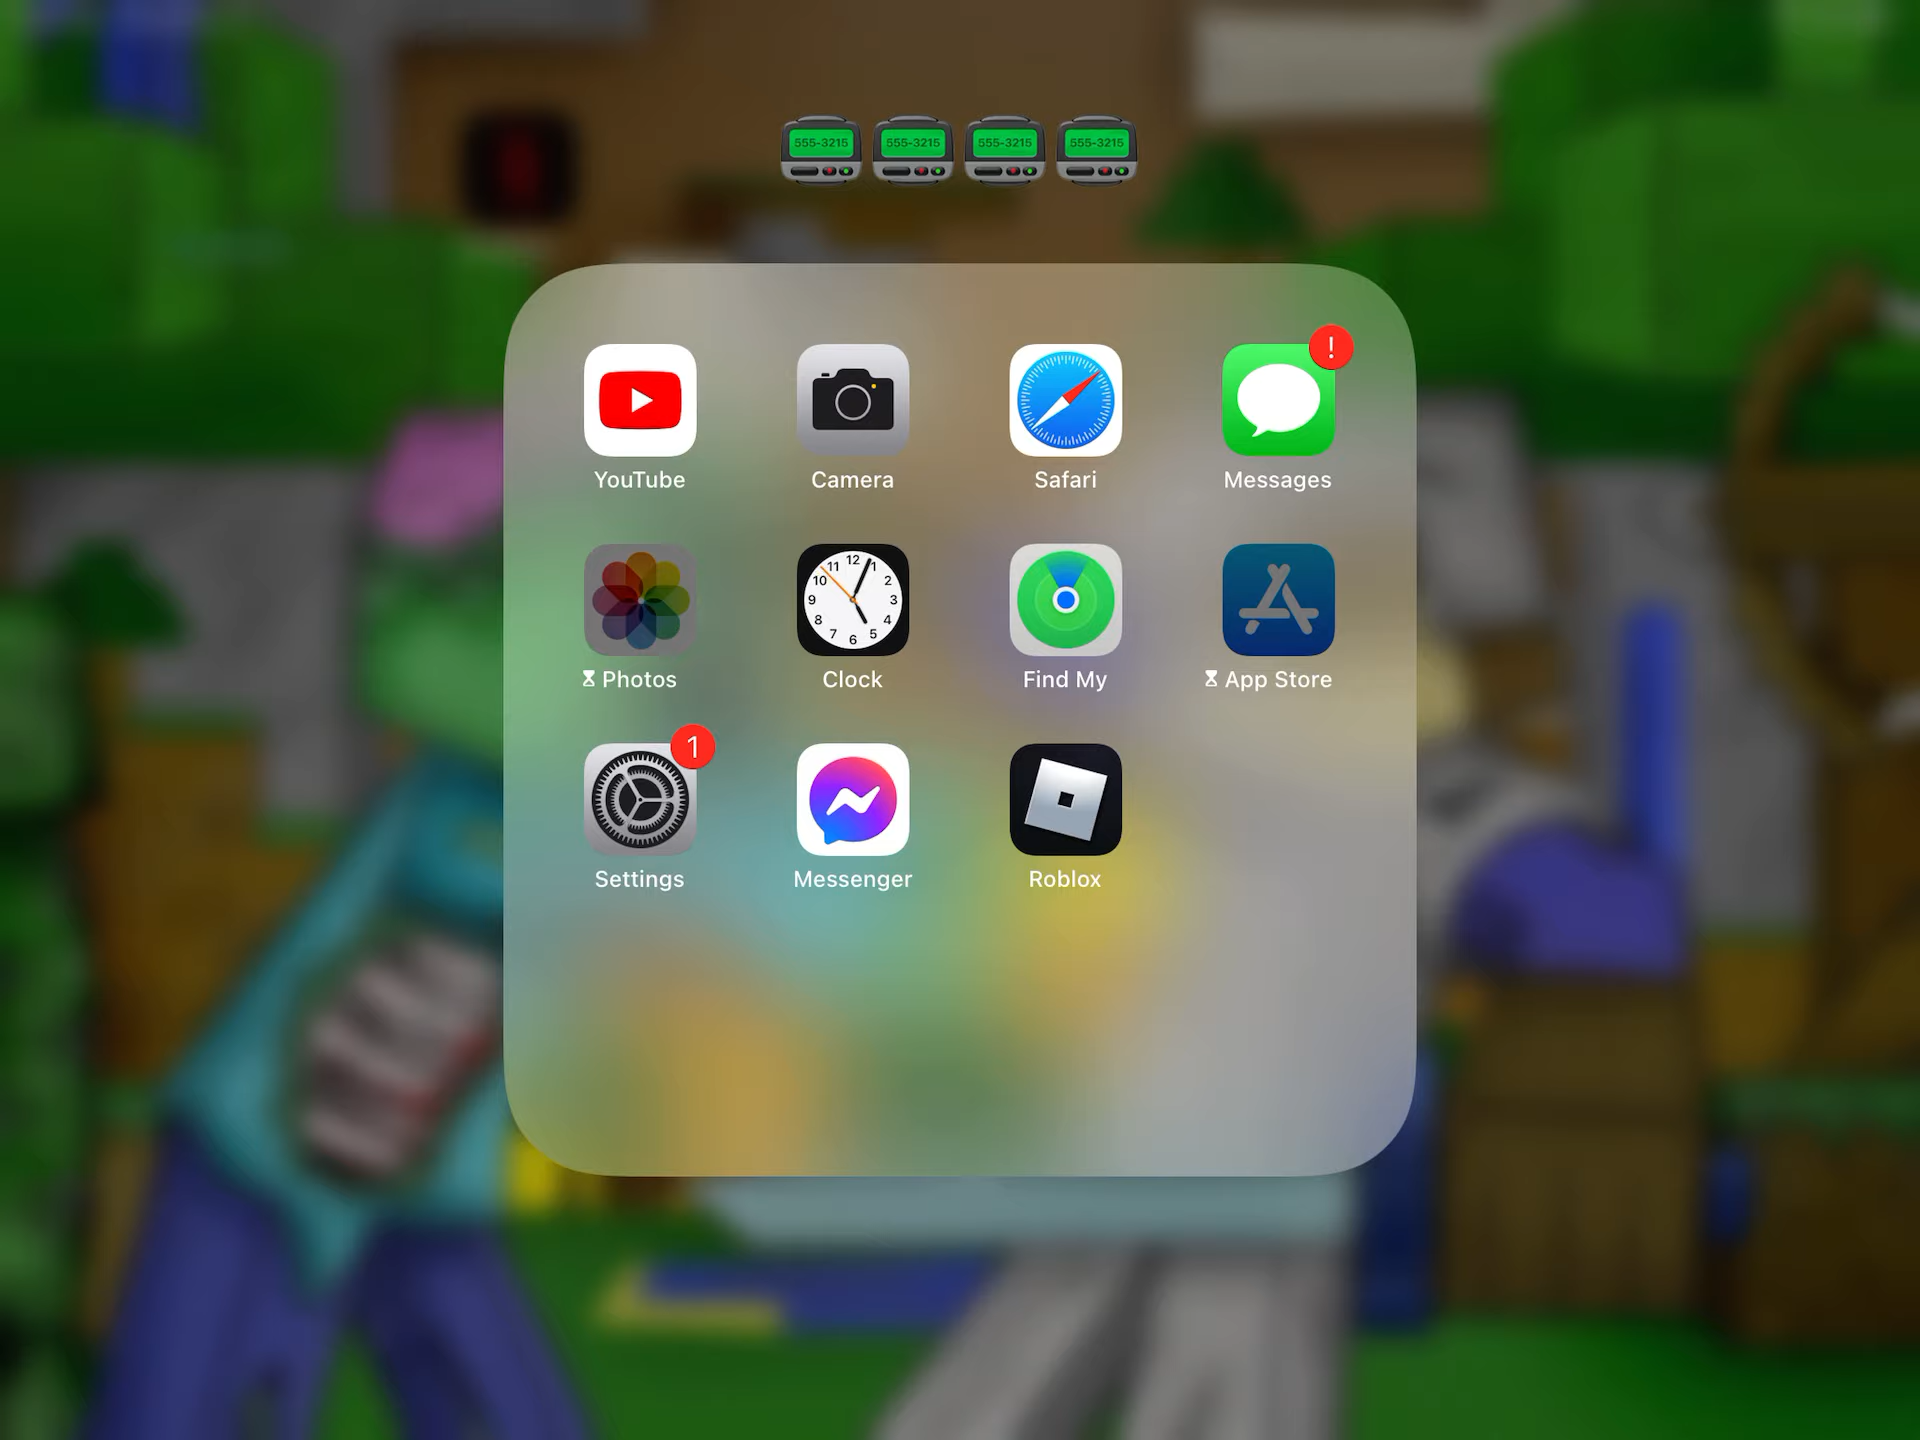 555-3215 555-3215 555-3215 555-3215
!
YouTube Camera Safari Messages
12
11 1
10 2
9 3
8 4
7 5
6
Photos Clock Find My App Store
1
Settings Messenger Roblox